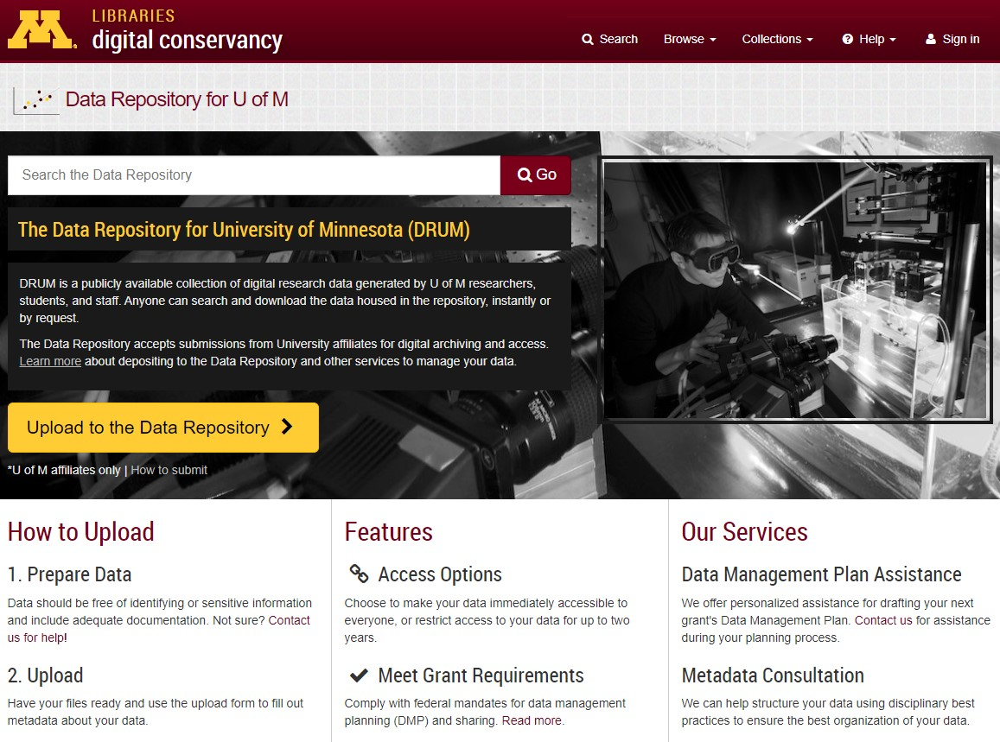 M
LIBRARIES
digital conservancy
Search
Browse
Collections
Help
Sign in
Data Repository for U of M
Search the Data Repository
Go
The Data Repository for University of Minnesota (DRUM)
DRUM is a publicly available collection of digital research data generated by U of M researchers,
students, and staff. Anyone can search and download the data housed in the repository, instantly or
by request.
The Data Repository accepts submissions from University affiliates for digital archiving and access.
Learn more about depositing to the Data Repository and other services to manage your data.
Upload to the Data Repository
*U of M affiliates only | How to submit
How to Upload
1. Prepare Data
Data should be free of identifying or sensitive information
and include adequate documentation. Not sure? Contact
us for help!
2. Upload
Have your files ready and use the upload form to fill out
metadata about your data.
Features
Access Options
Choose to make your data immediately accessible to
everyone, or restrict access to your data for up to two
years.
Meet Grant Requirements
Comply with federal mandates for data management
planning (DMP) and sharing. Read more.
Our Services
Data Management Plan Assistance
We offer personalized assistance for drafting your next
grant's Data Management Plan. Contact us for assistance
during your planning process.
Metadata Consultation
We can help structure your data using disciplinary best
practices to ensure the best organization of your data.